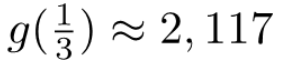 g(1/3) ≈ 2, 117